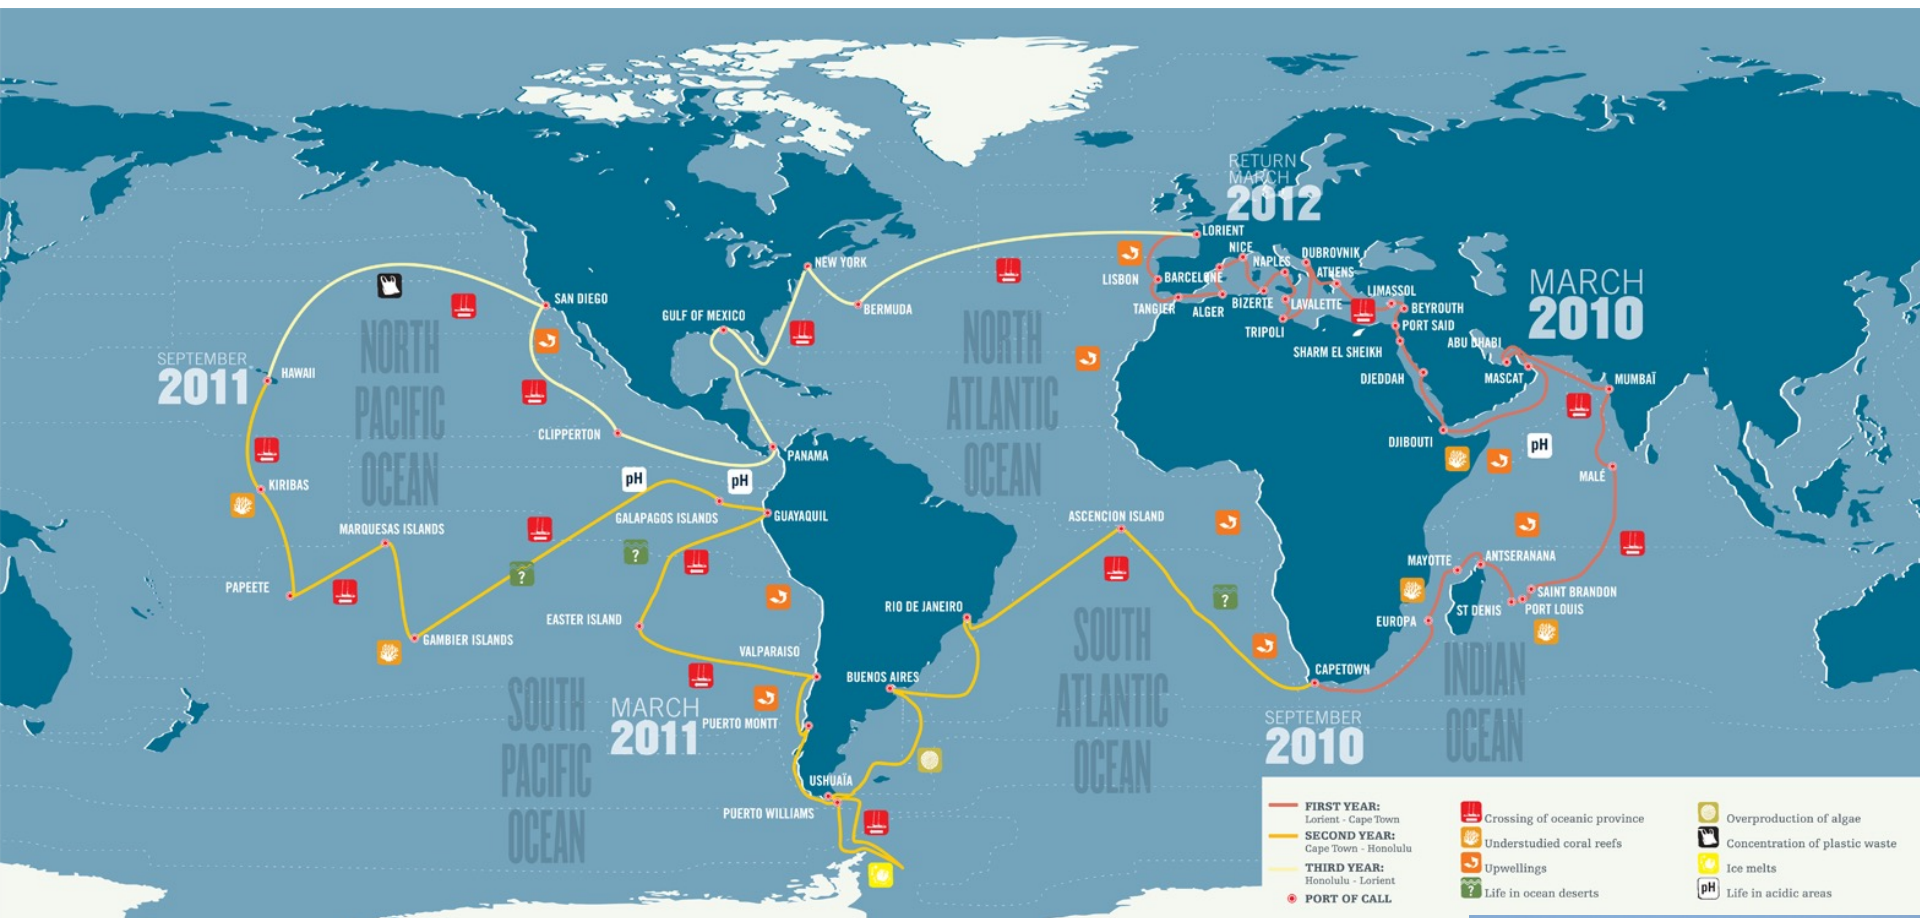 RETURN
MARCH
2012
LORIENT
NICE
DUBROVNIK
NAPLES
ATHENS
NEW YORK
LISBON
BARCELONE
LIMASSOL
MARCH
2010
SAN DIEGO
BERMUDA
TANGIER
ALGER
BIZERTE
LAVALETTE
BEYROUTH
GULF OF MEXICO
TRIPOLI
PORT SAID
SHARM EL SHEIKH
ABU DHABI
NORTH
PACIFIC
OCEAN
NORTH
ATLANTIC
OCEAN
SEPTEMBER
2011
HAWAII
DJEDDAH
MASCAT
MUMBAÏ
CLIPPERTON
PANAMA
DJIBOUTI
pH
pH
pH
MALÉ
KIRIBAS
MARQUESAS ISLANDS
GALAPAGOS ISLANDS
GUAYAQUIL
ASCENCION ISLAND
?
?
?
MAYOTTE
ANTSERANANA
PAPEETE
EASTER ISLAND
RIO DE JANEIRO
SAINT BRANDON
ST DENIS
PORT LOUIS
EUROPA
GAMBIER ISLANDS
VALPARAISO
BUENOS AIRES
CAPETOWN
SOUTH
ATLANTIC
OCEAN
INDIAN
OCEAN
SOUTH
PACIFIC
OCEAN
MARCH
2011
PUERTO MONTT
SEPTEMBER
2010
USHUAÏA
PUERTO WILLIAMS
FIRST YEAR:
Lorient - Cape Town
SECOND YEAR:
Cape Town - Honolulu
THIRD YEAR:
Honolulu - Lorient
PORT OF CALL
Crossing of oceanic province
Understudied coral reefs
Upwellings
? Life in ocean deserts
Overproduction of algae
Concentration of plastic waste
Ice melts
pH Life in acidic areas